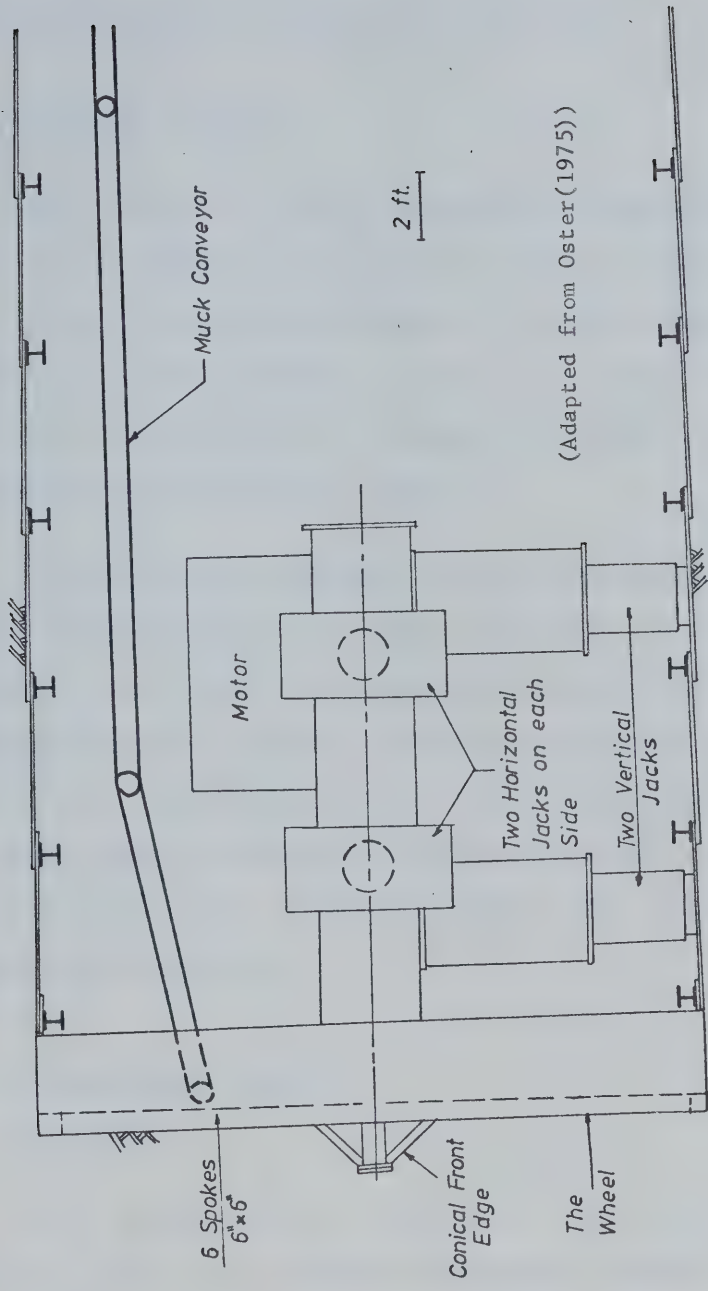 Muck Conveyor
2 ft.
(Adapted from Oster(1975))
Motor
Two Horizontal
Jacks on each
Side
Two Vertical
Jacks
6 Spokes
6"x6"
Conical Front
Edge
The
Wheel